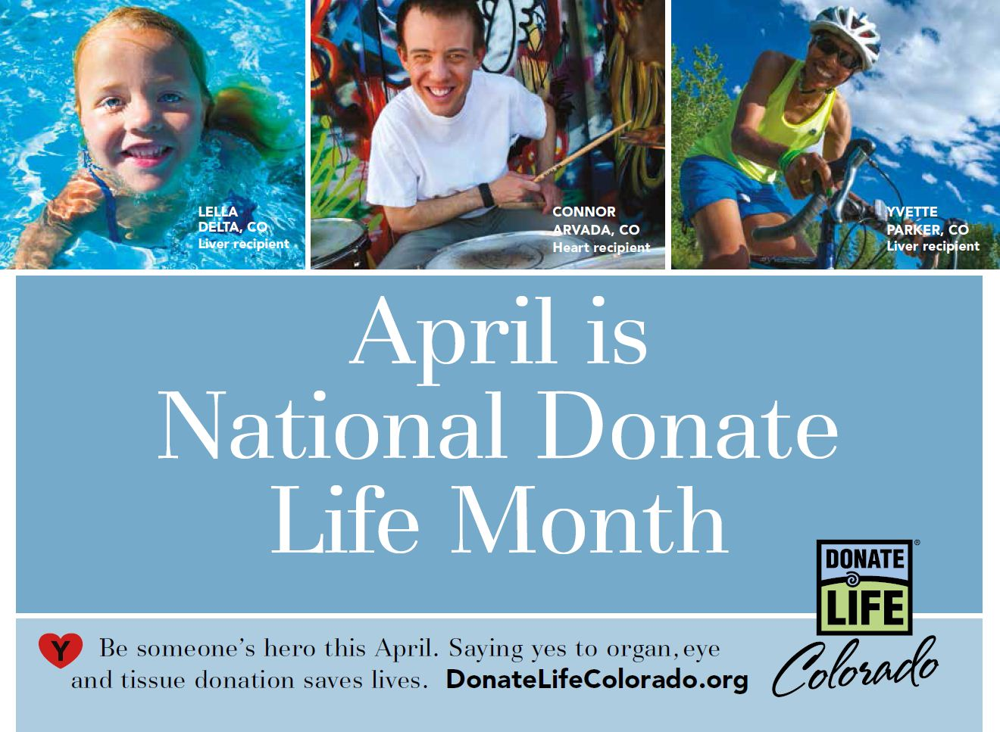 LELLA
DELTA, CO
Liver recipient
CONNOR
ARVADA, CO
Heart recipient
YVETTE
PARKER, CO
Liver recipient
April is
National Donate
Life Month
DONATE
LIFE
®
Colorado
Y
Be someone's hero this April. Saying yes to organ, eye
and tissue donation saves lives. DonateLifeColorado.org